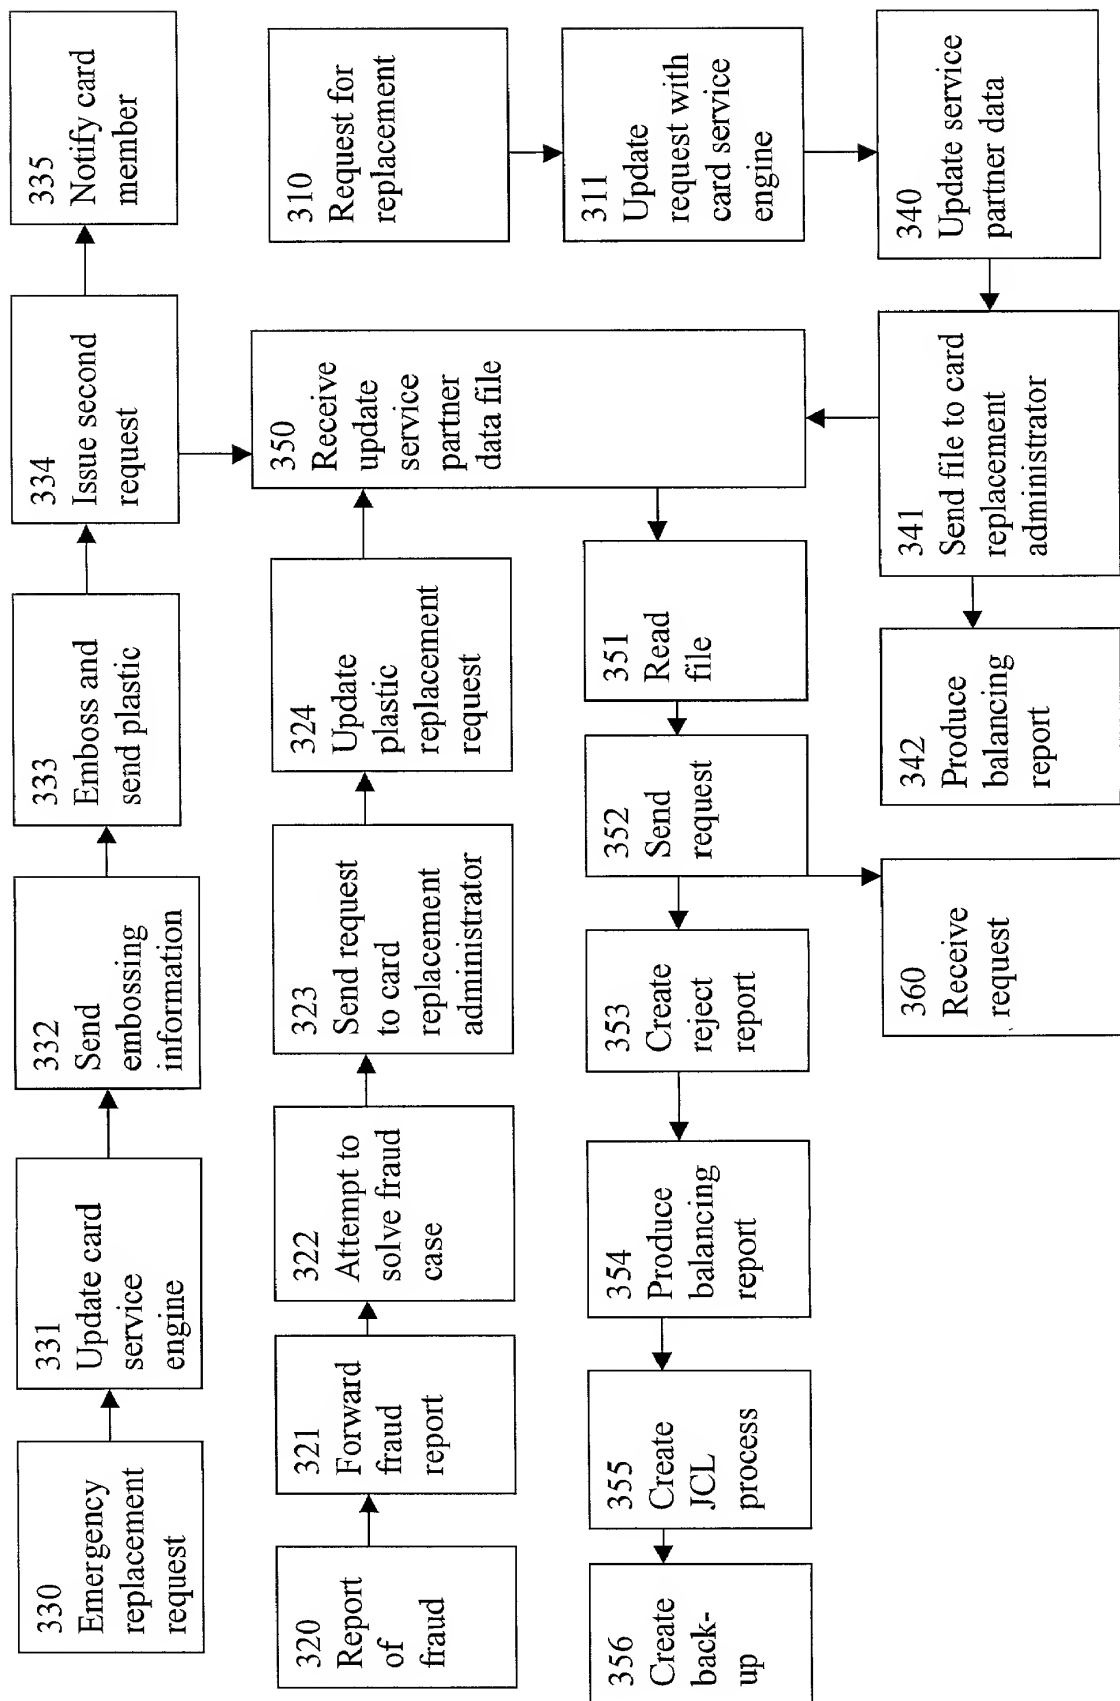 330
Emergency
replacement
request
331
Update card
service
engine
332
Send
embossing
information
333
Emboss and
send plastic
334
Issue second
request
335
Notify card
member
320
Report
of
fraud
321
Forward
fraud
report
322
Attempt to
solve fraud
case
323
Send request
to card
replacement
administrator
324
Update
plastic
replacement
request
350
Receive
update
service
partner
data file
310
Request for
replacement
311
Update
request with
card service
engine
356
Create
back-
up
355
Create
JCL
process
354
Produce
balancing
report
353
Create
reject
report
352
Send
request
351
Read
file
360
Receive
request
342
Produce
balancing
report
341
Send file to card
replacement
administrator
340
Update service
partner data